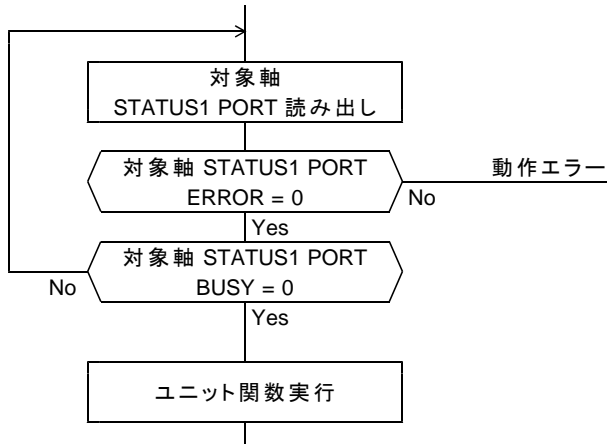 対象軸
STATUS1 PORT 読み出し
対象軸 STATUS1 PORT
ERROR = 0
動作エラー
No
Yes
対象軸 STATUS1 PORT
BUSY = 0
No
Yes
ユニット関数実行